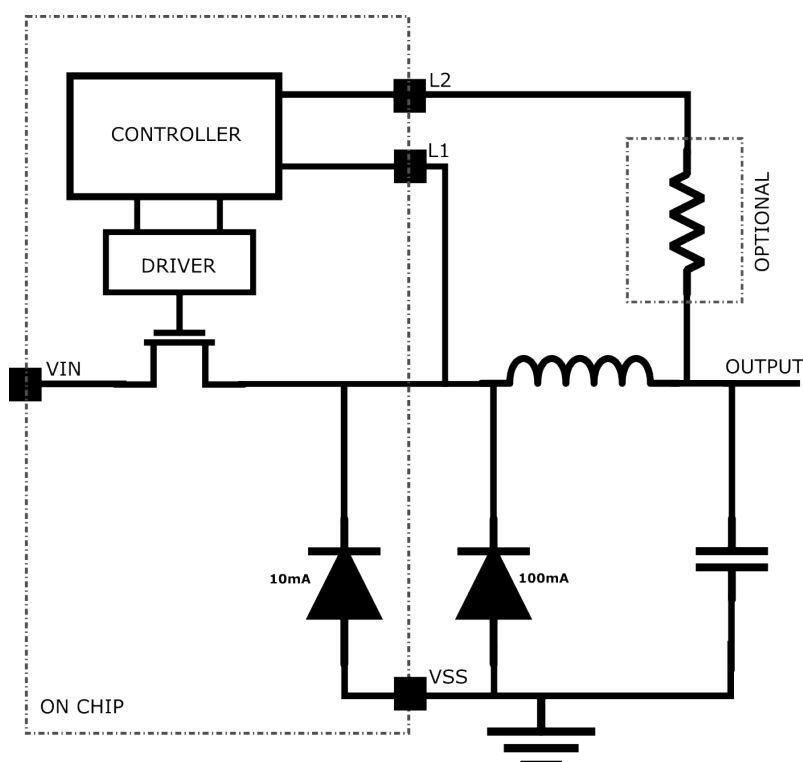 L2
CONTROLLER
L1
OPTIONAL
DRIVER
VIN
OUTPUT
10mA
100mA
VSS
ON CHIP